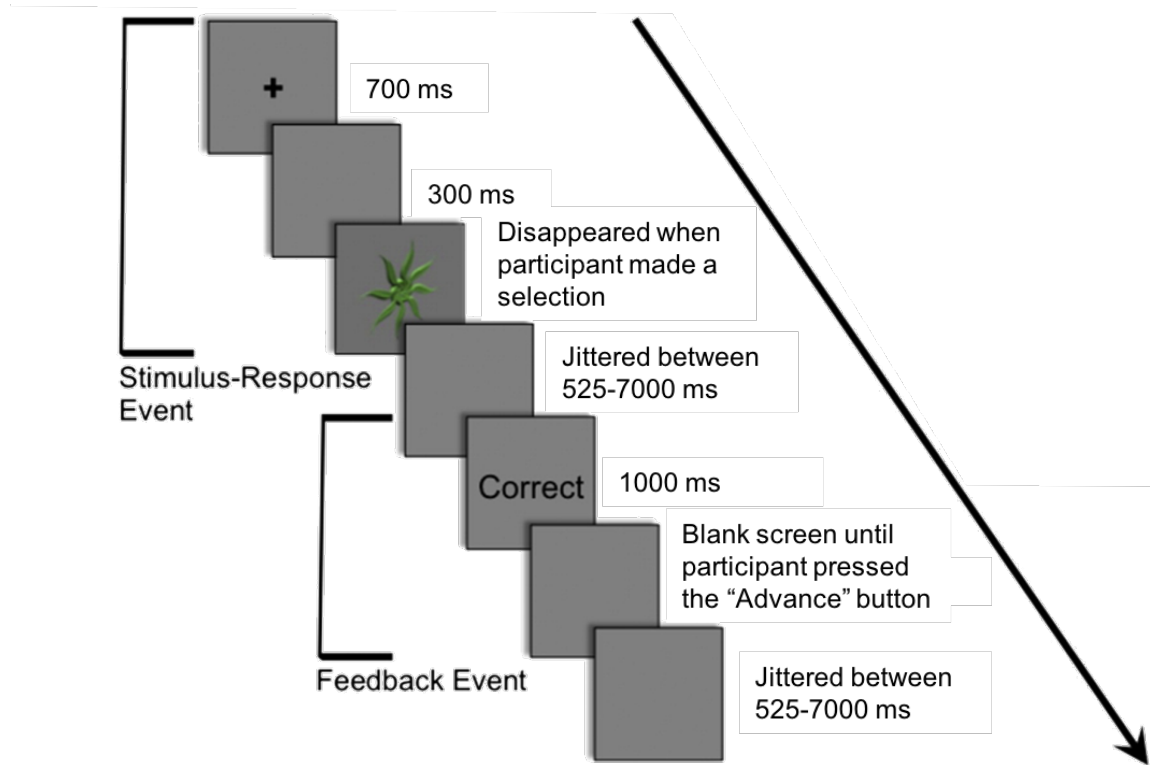 +
700 ms
300 ms
Disappeared when
participant made a
selection
Jittered between
525-7000 ms
Stimulus-Response
Event
Correct
1000 ms
Blank screen until
participant pressed
the “Advance” button
Feedback Event
Jittered between
525-7000 ms